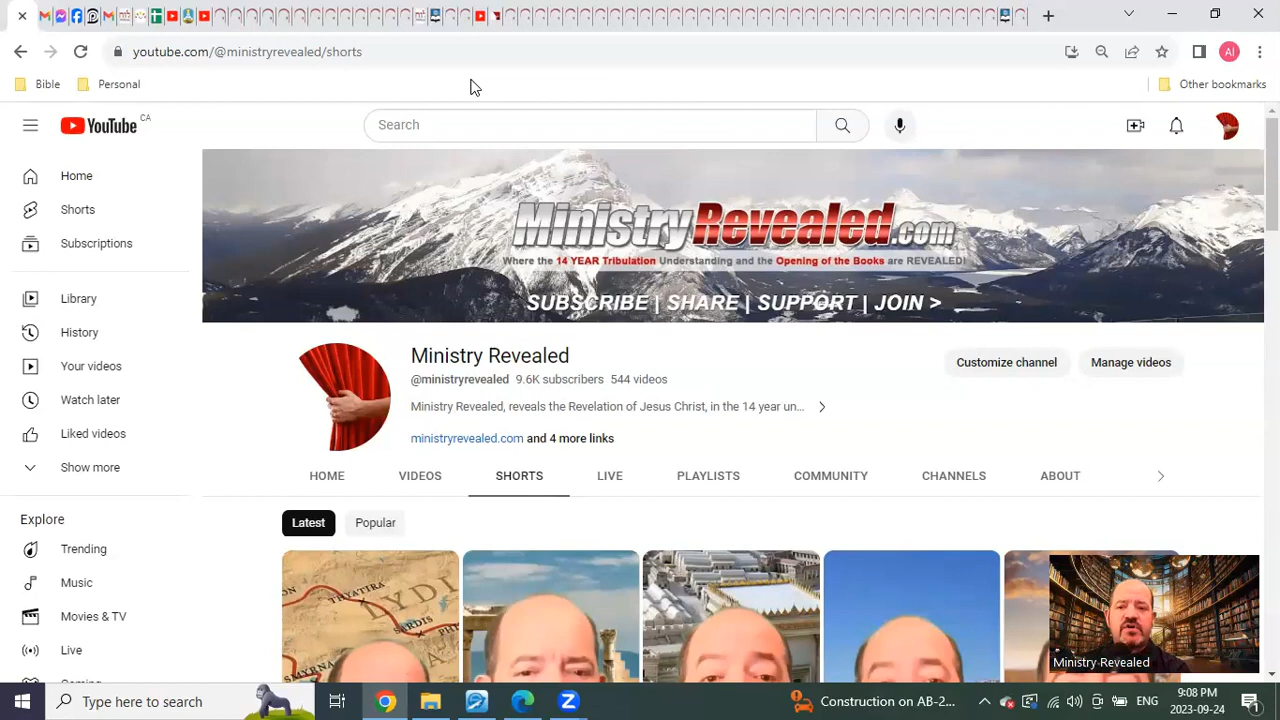 youtube.com/@ministryrevealed/shorts
Bible
Personal
Other bookmarks
YouTube CA
Search
AI
Home
Shorts
Subscriptions
Library
History
Your videos
Watch later
Liked videos
Show more
Explore
Trending
Music
Movies & TV
Live
MinistryRevealed.com
Where the 14 YEAR Tribulation Understanding and the Opening of the Books are REVEALED!
SUBSCRIBE | SHARE | SUPPORT | JOIN >
Ministry Revealed
@ministryrevealed 9.6K subscribers 544 videos
Ministry Revealed, reveals the Revelation of Jesus Christ, in the 14 year un...
ministryrevealed.com and 4 more links
Customize channel
Manage videos
HOME
VIDEOS
SHORTS
LIVE
PLAYLISTS
COMMUNITY
CHANNELS
ABOUT
Latest
Popular
THYATIRA
SARDIS
Ministry Revealed
Type here to search
Construction on AB-2...
ENG
9:08 PM
2023-09-24
1